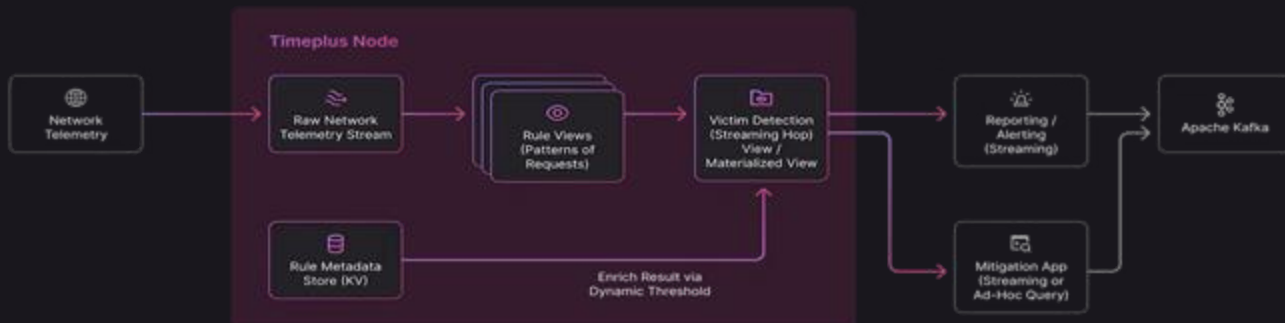 Timeplus Node
Network
Telemetry
Raw Network
Telemetry Stream
Rule Views
(Patterns of
Requests)
Victim Detection
(Streaming Hop)
View /
Materialized View
Reporting /
Alerting
(Streaming)
Apache Kafka
Rule Metadata
Store (KV)
Enrich Result via
Dynamic Threshold
Mitigation App
(Streaming or
Ad-Hoc Query)